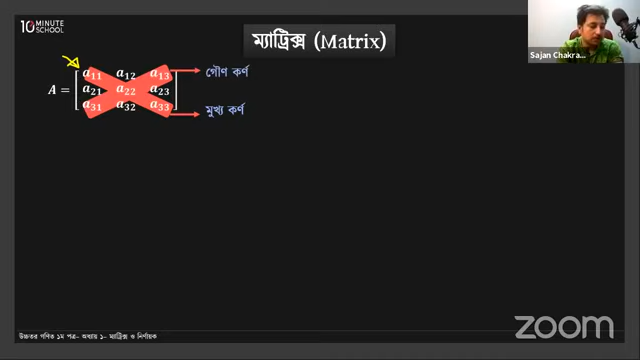 10 MINUTE SCHOOL
ম্যাট্রিক্স (Matrix)
Sajan Chakra...
a₁₁ a₁₂ a₁₃
গৌণ কর্ণ
A = a₂₁ a₂₂ a₂₃
a₃₁ a₃₂ a₃₃
মুখ্য কর্ণ
উচ্চতর গণিত ১ম পত্র- অধ্যায় ১- ম্যাট্রিক্স ও নির্ণায়ক
zoom